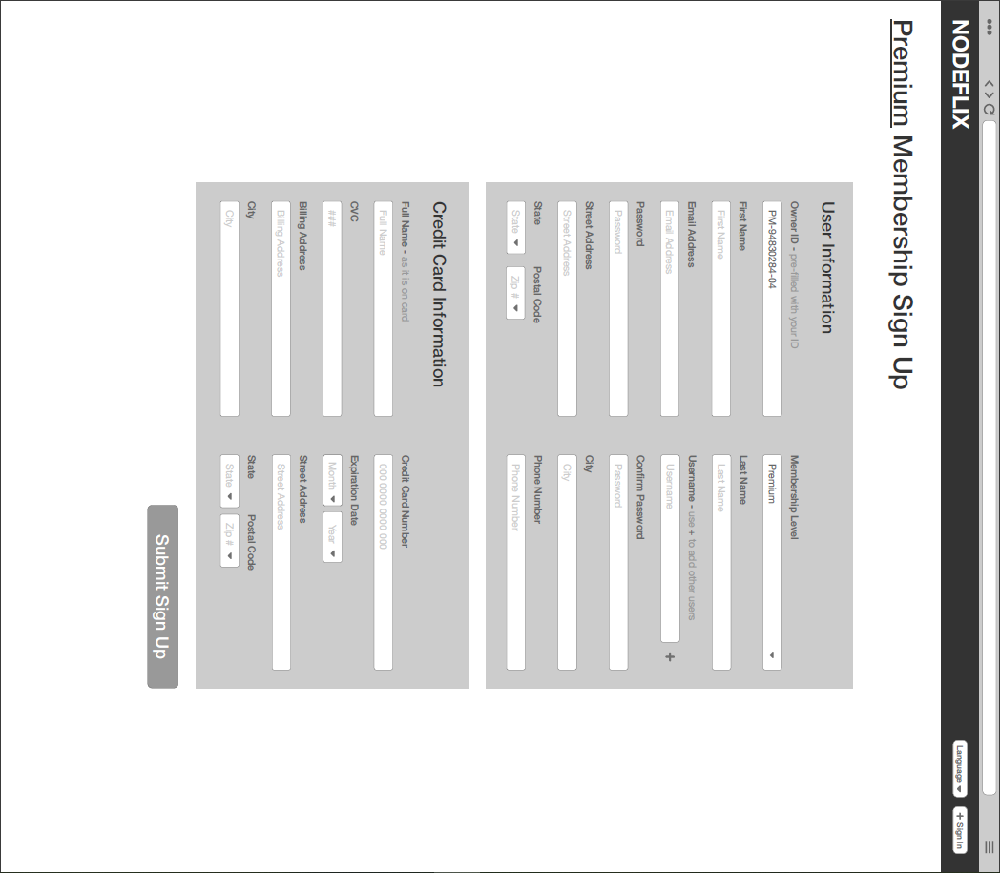 NODEFLIX
Language
+ Sign In
Premium Membership Sign Up
User Information
Owner ID - pre-filled with your ID
Membership Level
PM-94830284-04
Premium
First Name
Last Name
First Name
Last Name
Email Address
Username - use + to add other users
Email Address
Username
+
Password
Confirm Password
Password
Password
Street Address
City
Street Address
City
State
Postal Code
Phone Number
State
Zip #
Phone Number
Credit Card Information
Full Name - as it is on card
Credit Card Number
Full Name
000 0000 0000 000
CVC
Expiration Date
###
Month
Year
Billing Address
Street Address
Billing Address
Street Address
City
State
Postal Code
City
State
Zip #
Submit Sign Up